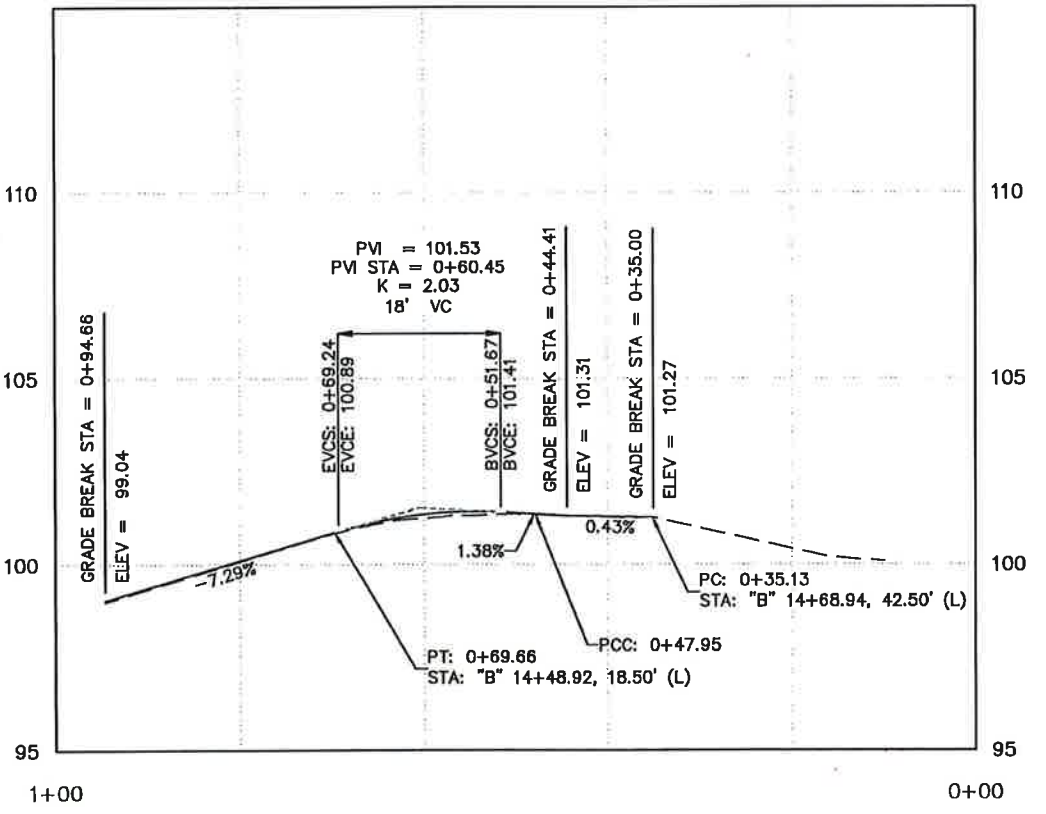 110
110
105
105
100
100
95
95
1+00
0+00
GRADE BREAK STA = 0+94.66
ELEV = 99.04
PVI = 101.53
PVI STA = 0+60.45
K = 2.03
18' VC
EVCS: 0+69.24
EVCE: 100.89
BVCS: 0+51.67
BVCE: 101.41
GRADE BREAK STA = 0+44.41
ELEV = 101.31
GRADE BREAK STA = 0+35.00
ELEV = 101.27
-7.29%
1.38%
0.43%
PC: 0+35.13
STA: "B" 14+68.94, 42.50' (L)
PCC: 0+47.95
PT: 0+69.66
STA: "B" 14+48.92, 18.50' (L)